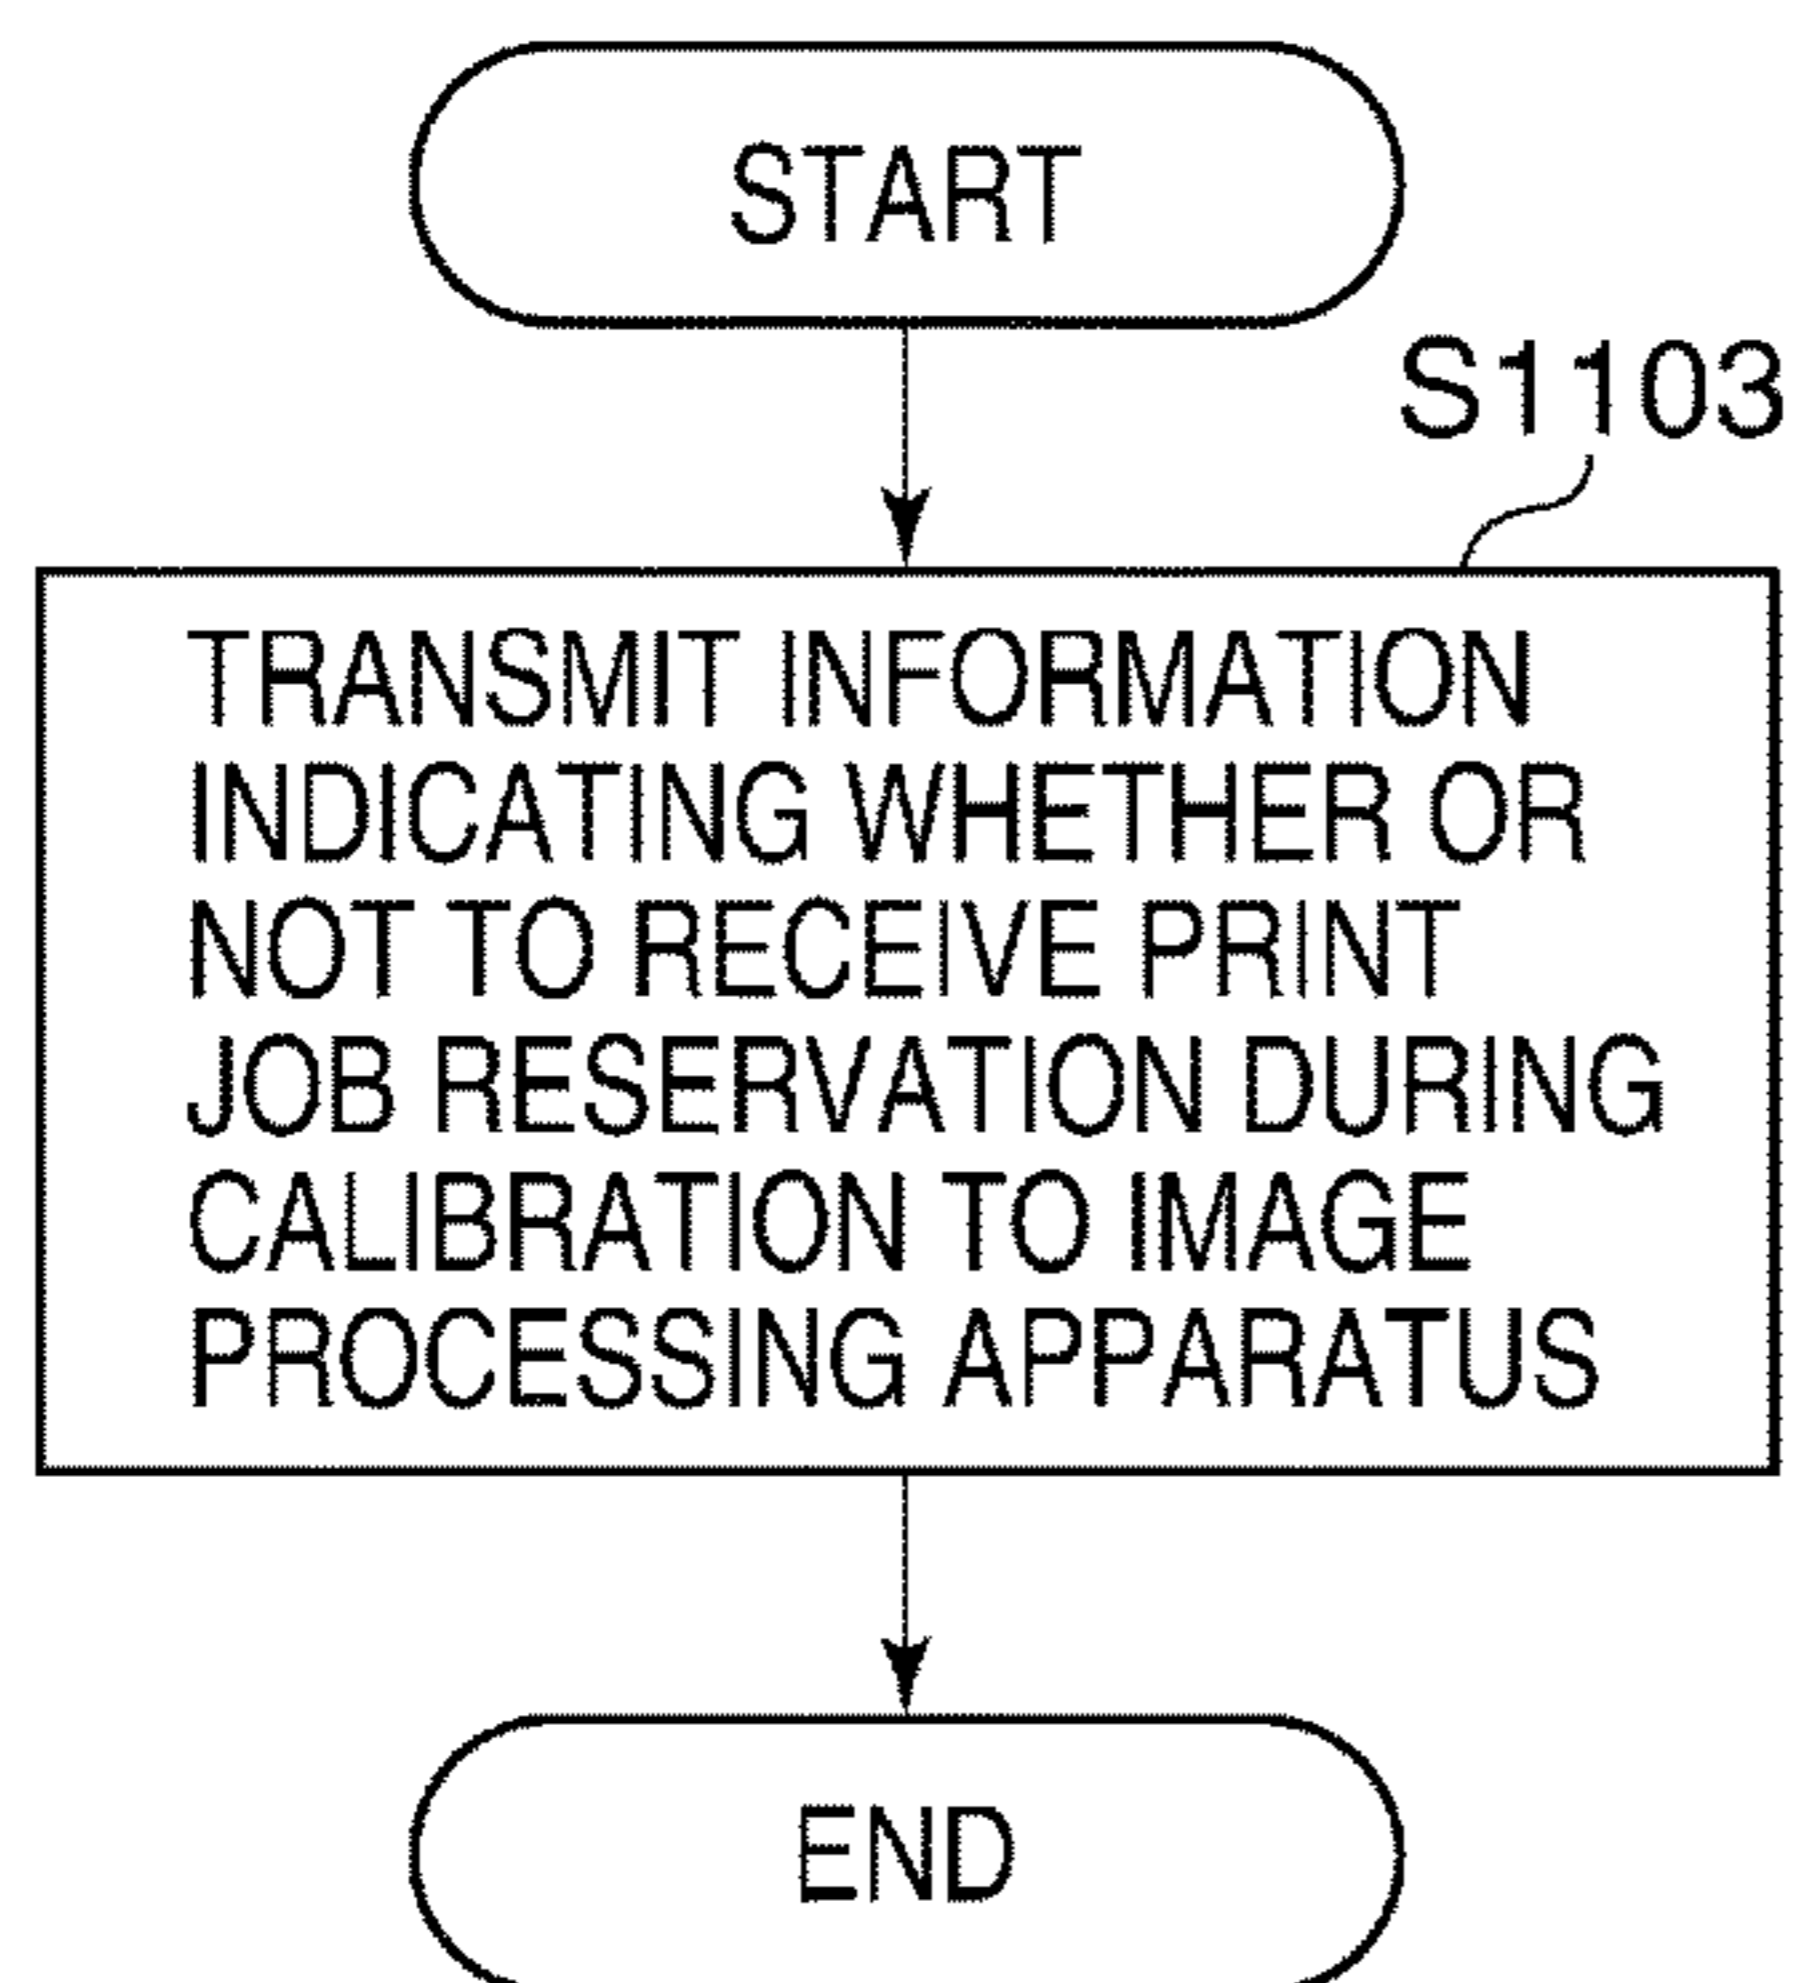 START
S1103
TRANSMIT INFORMATION
INDICATING WHETHER OR
NOT TO RECEIVE PRINT
JOB RESERVATION DURING
CALIBRATION TO IMAGE
PROCESSING APPARATUS
END